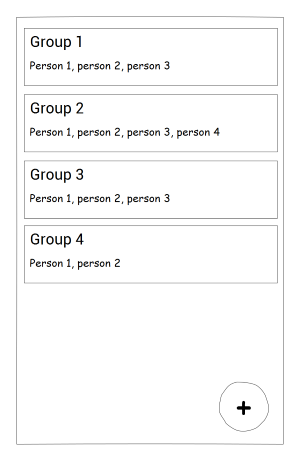 Group 1
Person 1, person 2, person 3
Group 2
Person 1, person 2, person 3, person 4
Group 3
Person 1, person 2, person 3
Group 4
Person 1, person 2
+